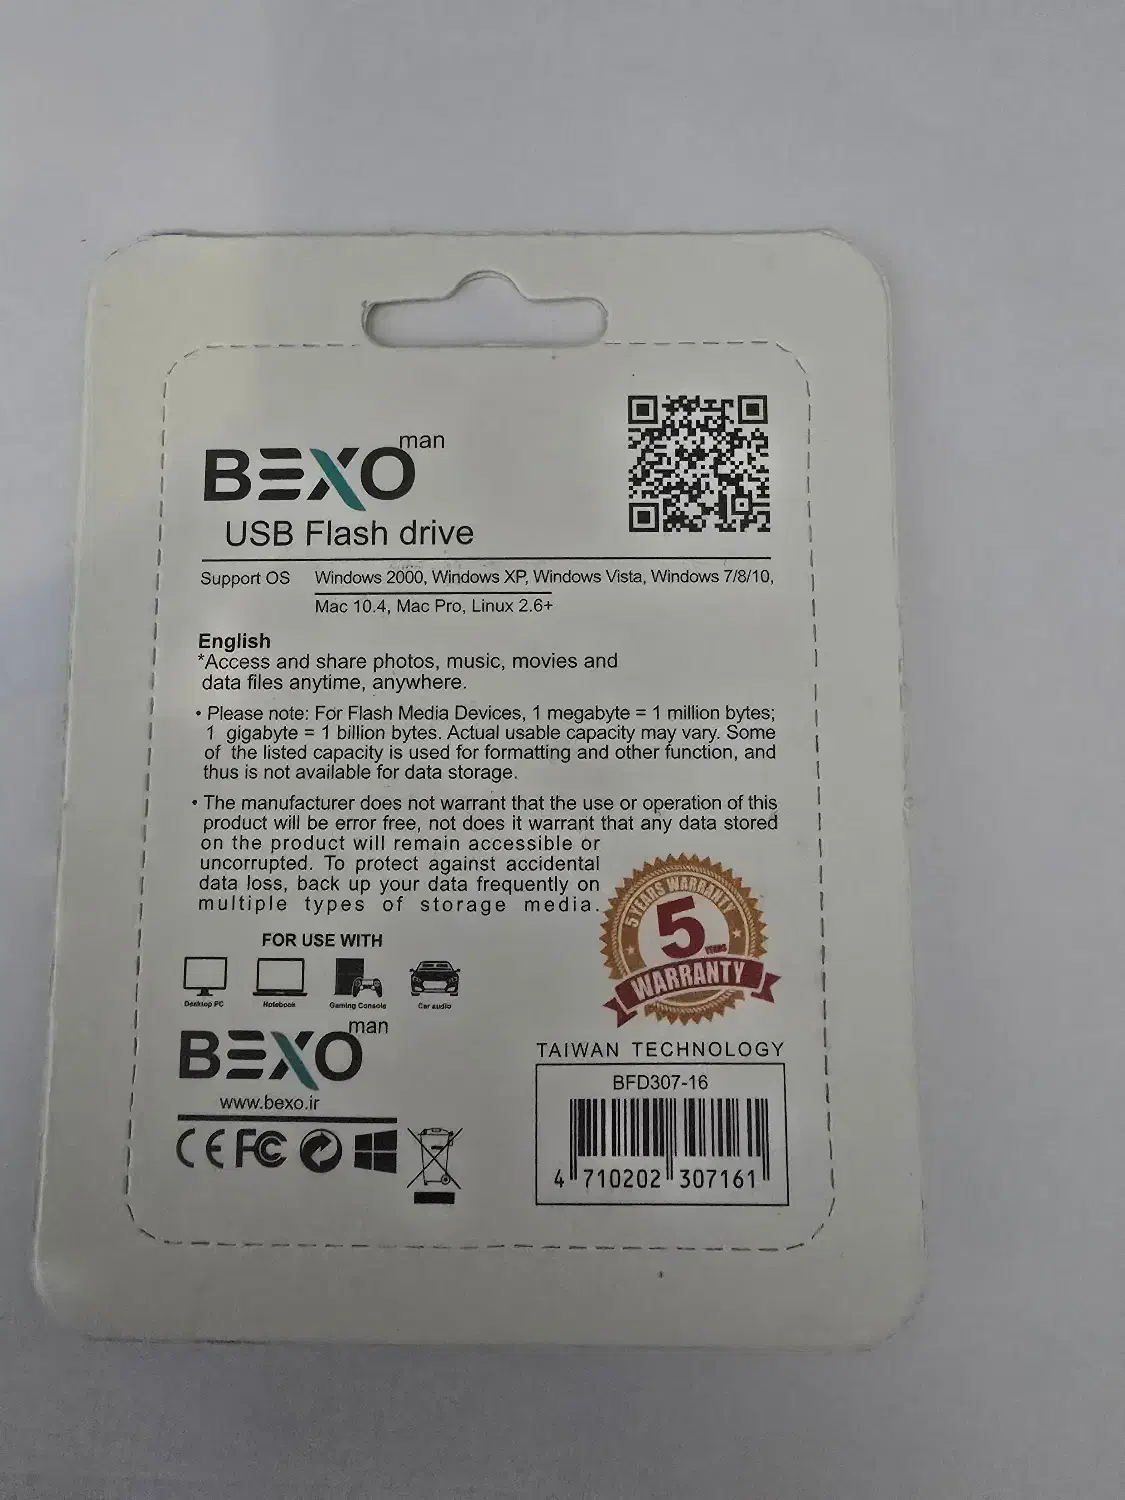 BEXO man
USB Flash drive
Support OS Windows 2000, Windows XP, Windows Vista, Windows 7/8/10,
Mac 10.4, Mac Pro, Linux 2.6+
English
*Access and share photos, music, movies and
data files anytime, anywhere.
• Please note: For Flash Media Devices, 1 megabyte = 1 million bytes;
1 gigabyte = 1 billion bytes. Actual usable capacity may vary. Some
of the listed capacity is used for formatting and other function, and
thus is not available for data storage.
• The manufacturer does not warrant that the use or operation of this
product will be error free, not does it warrant that any data stored
on the product will remain accessible or
uncorrupted. To protect against accidental
data loss, back up your data frequently on
multiple types of storage media.
5 YEARS WARRANTY
5 YEARS
WARRANTY
FOR USE WITH
Desktop PC Notebook Gaming Console Car audio
BEXO man
www.bexo.ir
CE FC
TAIWAN TECHNOLOGY
BFD307-16
4 710202 307161